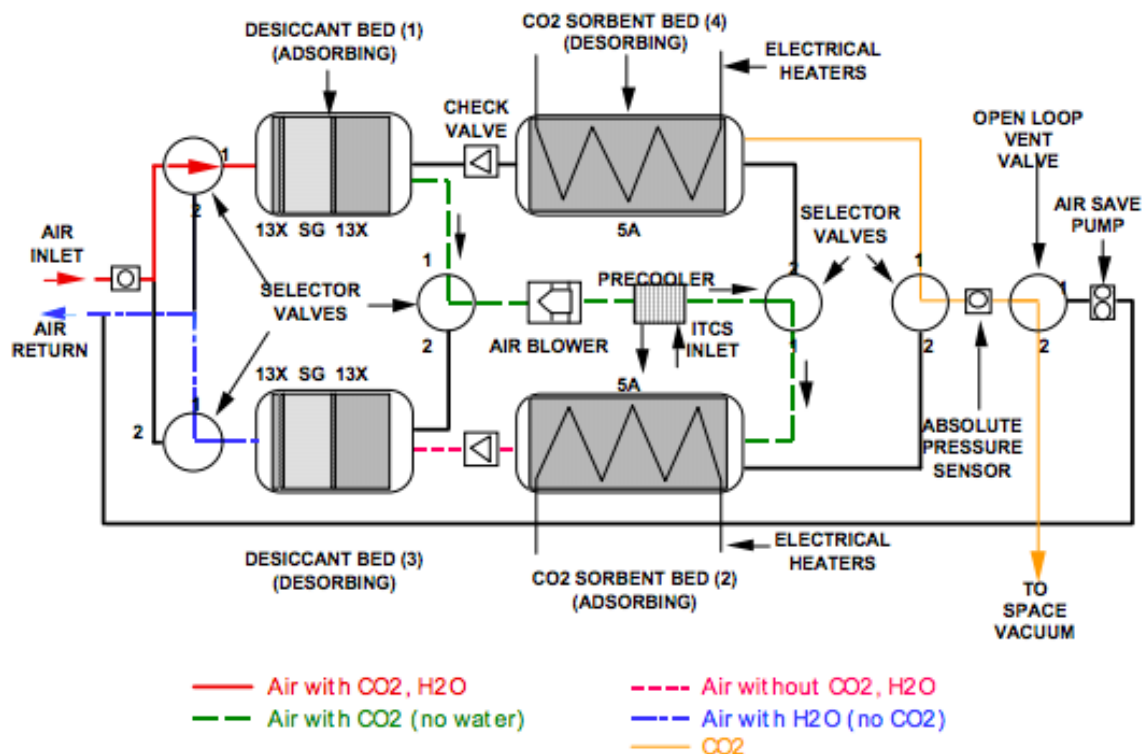 DESICCANT BED (1)
(ADSORBING)
CO2 SORBENT BED (4)
(DESORBING)
ELECTRICAL
HEATERS
CHECK
VALVE
OPEN LOOP
VENT
VALVE
AIR SAVE
PUMP
1
2
13X SG 13X
5A
SELECTOR
VALVES
AIR
INLET
1
2
PRECOOLER
2
1
1
2
1
2
SELECTOR
VALVES
AIR
RETURN
AIR BLOWER
ITCS
INLET
13X SG 13X
5A
1
2
ABSOLUTE
PRESSURE
SENSOR
DESICCANT BED (3)
(DESORBING)
CO2 SORBENT BED (2)
(ADSORBING)
ELECTRICAL
HEATERS
TO
SPACE
VACUUM
Air with CO2, H2O
Air with CO2 (no water)
Air without CO2, H2O
Air with H2O (no CO2)
CO2